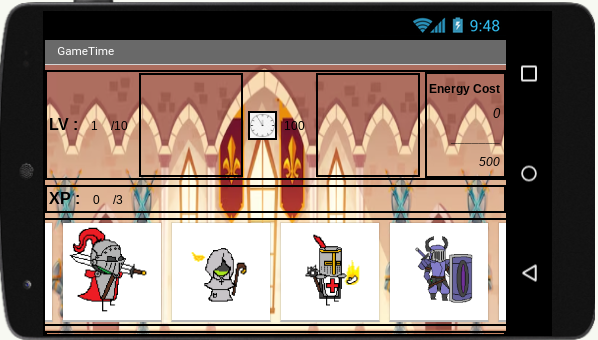 9:48
GameTime
Energy Cost
LV : 1 /10
100
0
500
XP : 0 /3